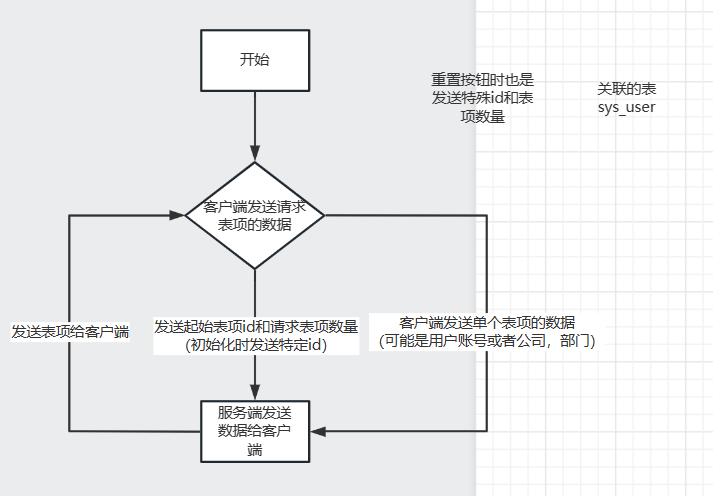 开始
重置按钮时也是
发送特殊id和表
项数量
关联的表
sys_user
客户端发送请求
表项的数据
发送表项给客户端
发送起始表项id和请求表项数量
（初始化时发送特定id）
客户端发送单个表项的数据
（可能是用户账号或者公司，部门）
服务端发送
数据给客户
端